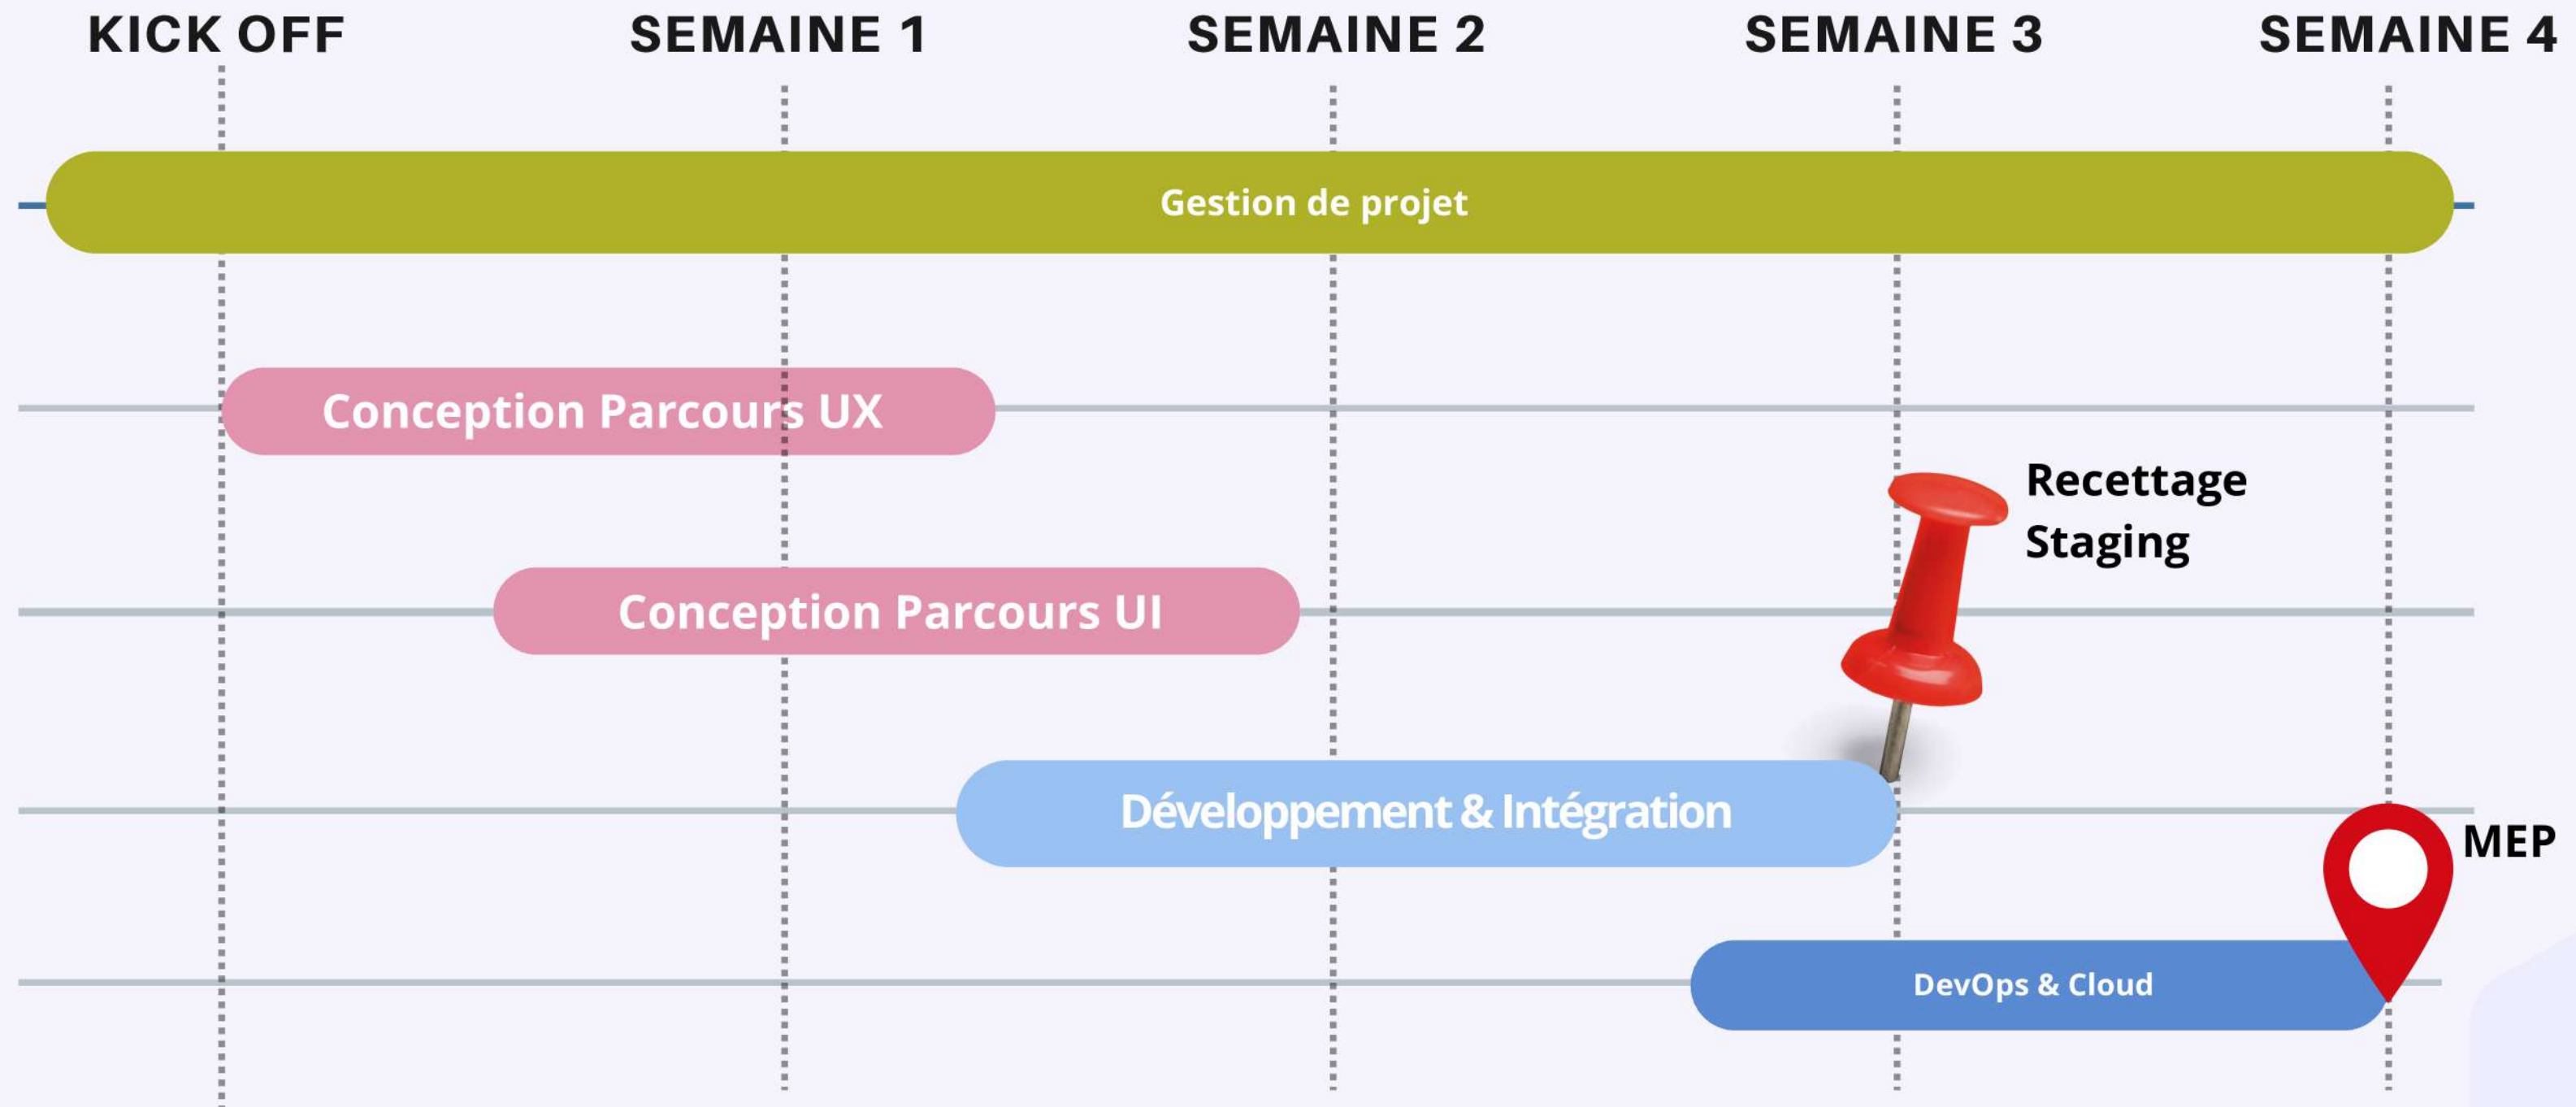 KICK OFF
SEMAINE 1
SEMAINE 2
SEMAINE 3
SEMAINE 4
Gestion de projet
Conception Parcours UX
Recettage
Staging
Conception Parcours UI
Développement & Intégration
MEP
DevOps & Cloud